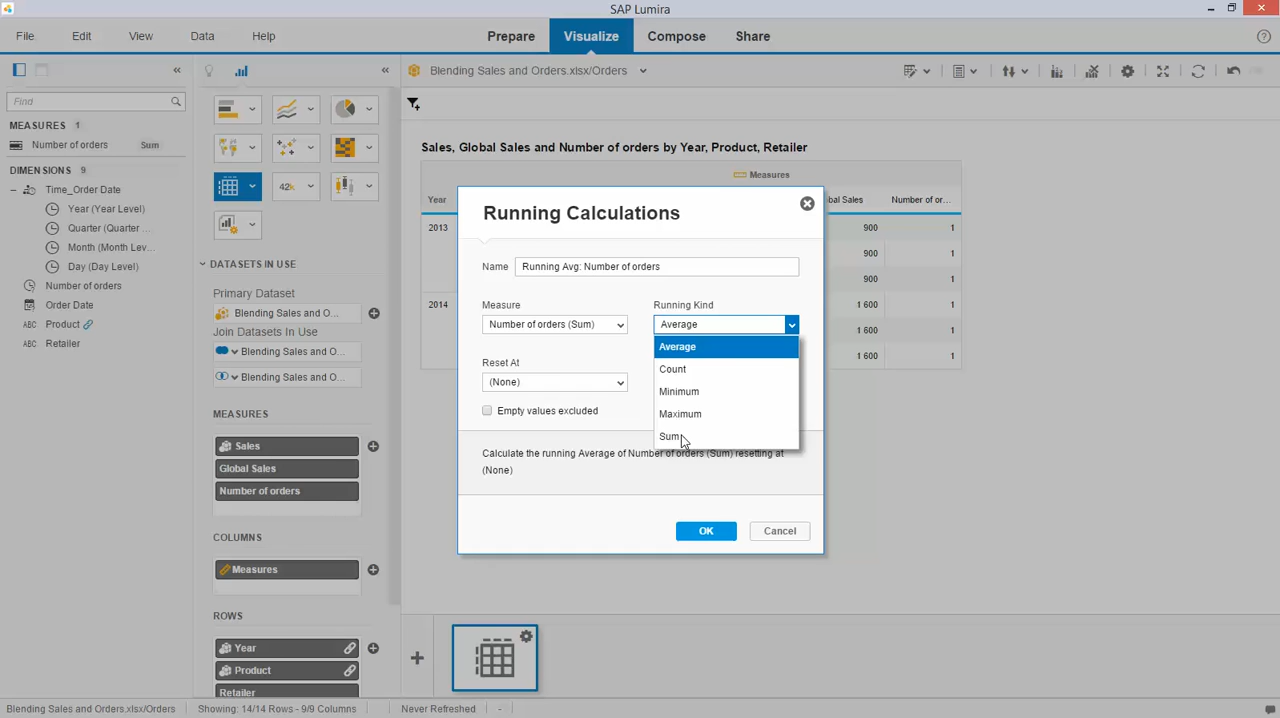 SAP Lumira
File Edit View Data Help
Prepare Visualize Compose Share
Find
MEASURES 1
Number of orders Sum
DIMENSIONS 9
Time_Order Date
Year (Year Level)
Quarter (Quarter ...
Month (Month Lev...
Day (Day Level)
Number of orders
Order Date
ABC Product
ABC Retailer
42%
DATASETS IN USE
Primary Dataset
Blending Sales and O...
Join Datasets In Use
Blending Sales and O...
Blending Sales and O...
MEASURES
Sales
Global Sales
Number of orders
COLUMNS
Measures
ROWS
Year
Product
Retailer
Blending Sales and Orders.xlsx/Orders
Sales, Global Sales and Number of orders by Year, Product, Retailer
Measures
Year bal Sales Number of or...
2013 900 1
900 1
900 1
2014 1 600 1
1 600 1
1 600 1
Running Calculations
Name Running Avg: Number of orders
Measure Running Kind
Number of orders (Sum) Average
Average
Reset At
Count
(None)
Minimum
Empty values excluded
Maximum
Sum
Calculate the running Average of Number of orders (Sum) resetting at
(None)
OK Cancel
Blending Sales and Orders.xlsx/Orders Showing: 14/14 Rows - 9/9 Columns Never Refreshed -